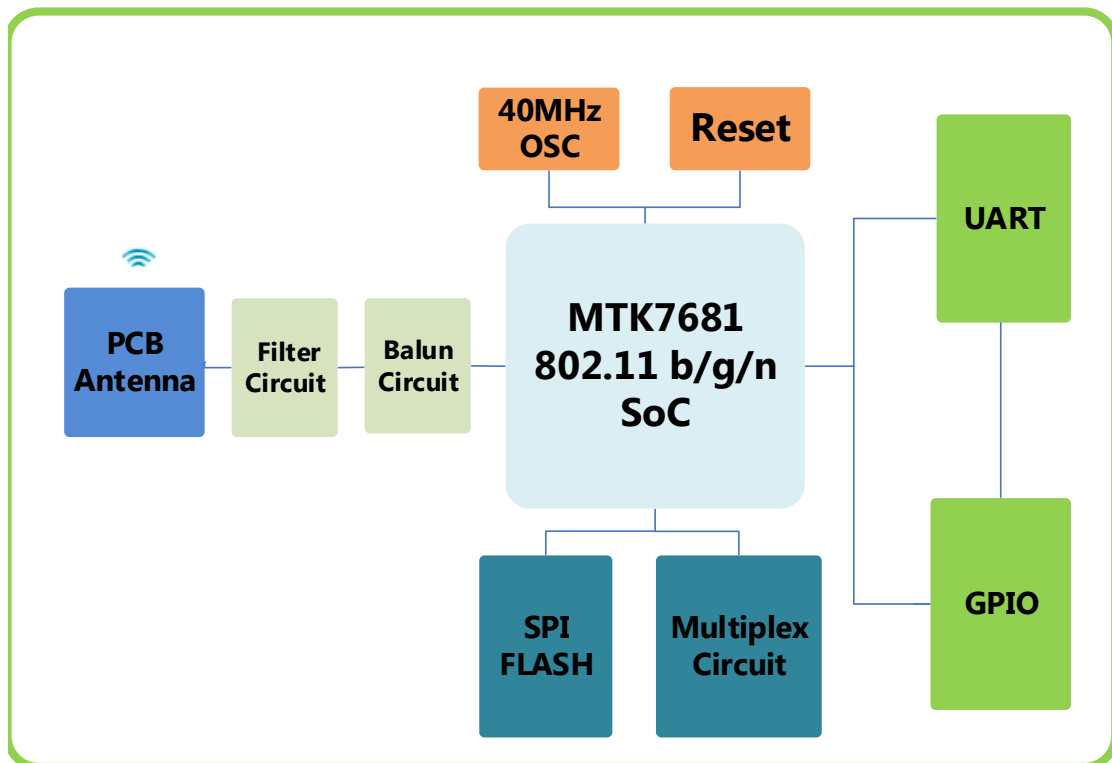 40MHz
OSC
Reset
UART
MTK7681
802.11 b/g/n
SoC
PCB
Antenna
Filter
Circuit
Balun
Circuit
SPI
FLASH
Multiplex
Circuit
GPIO